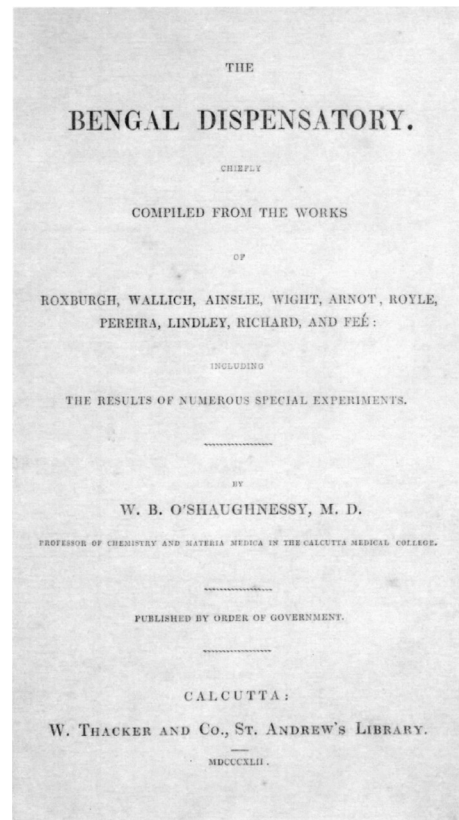 THE
BENGAL DISPENSATORY.
CHIEFLY
COMPILED FROM THE WORKS
OF
ROXBURGH, WALLICH, AINSLIE, WIGHT, ARNOT, ROYLE,
PEREIRA, LINDLEY, RICHARD, AND FEÉ:
INCLUDING
THE RESULTS OF NUMEROUS SPECIAL EXPERIMENTS.
BY
W. B. O'SHAUGHNESSY, M. D.
PROFESSOR OF CHEMISTRY AND MATERIA MEDICA IN THE CALCUTTA MEDICAL COLLEGE.
PUBLISHED BY ORDER OF GOVERNMENT.
CALCUTTA:
W. THACKER AND CO., ST. ANDREW'S LIBRARY.
MDCCCXLII.